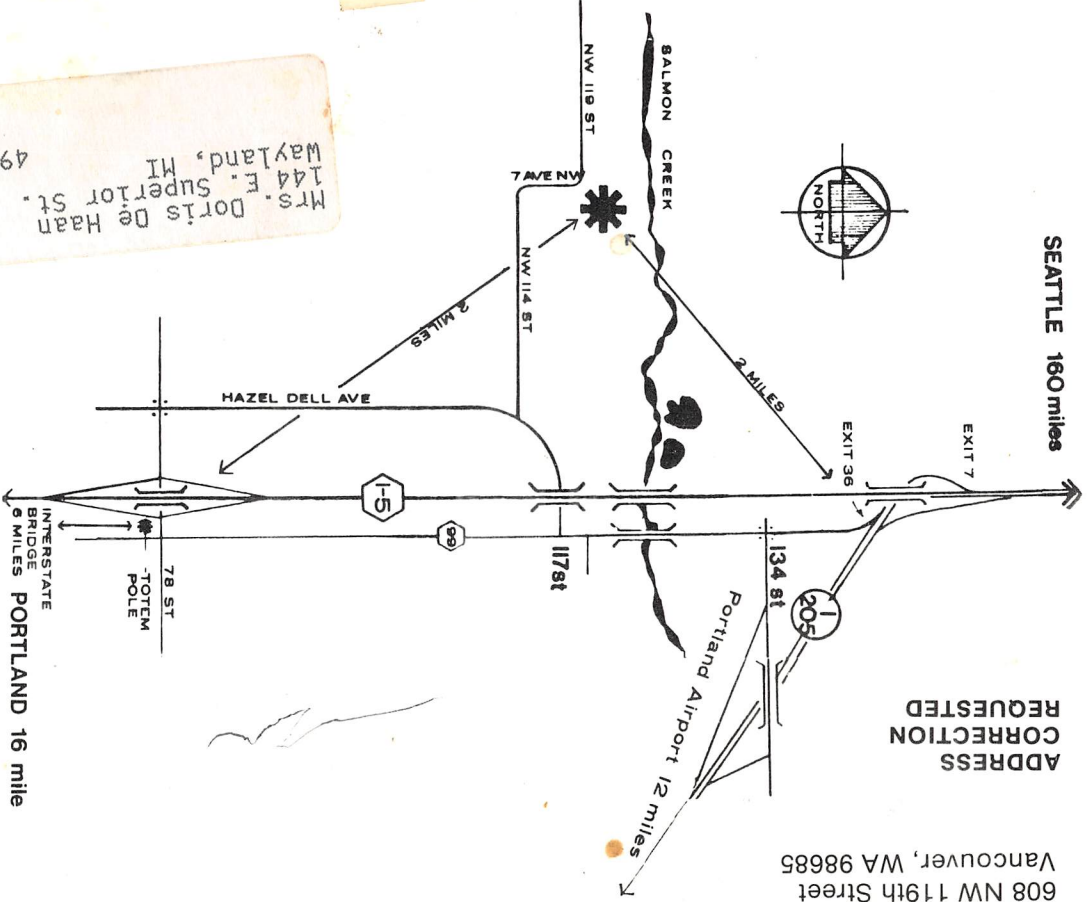 608 NW 119th Street
Vancouver, WA 98685
ADDRESS
CORRECTION
REQUESTED
Mrs. Doris De Haan
144 E. Superior St.
Wayland, MI 49
SEATTLE 160 miles
NORTH
SALMON CREEK
NW 119 ST
7 AVE NW
NW 114 ST
2 MILES
2 MILES
HAZEL DELL AVE
EXIT 36
EXIT 7
I-5
99
117st
134 st
I
205
Portland Airport 12 miles
78 ST
-TOTEM
POLE
INTERSTATE
BRIDGE
6 MILES
PORTLAND 16 mile